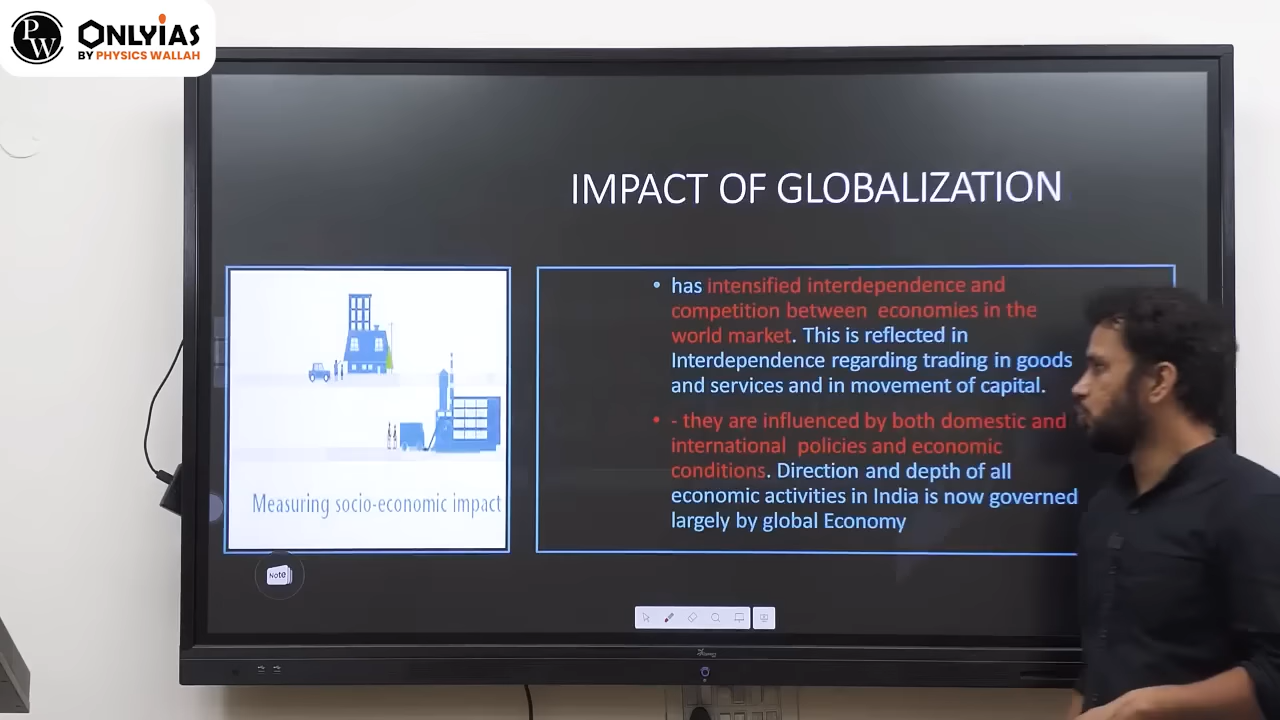 PW
ONLYIAS
BY PHYSICS WALLAH
IMPACT OF GLOBALIZATION
• has intensified interdependence and
competition between economies in the
world market. This is reflected in
Interdependence regarding trading in goods
and services and in movement of capital.
• - they are influenced by both domestic and
international policies and economic
conditions. Direction and depth of all
economic activities in India is now governed
largely by global Economy
Measuring socio-economic impact
Note